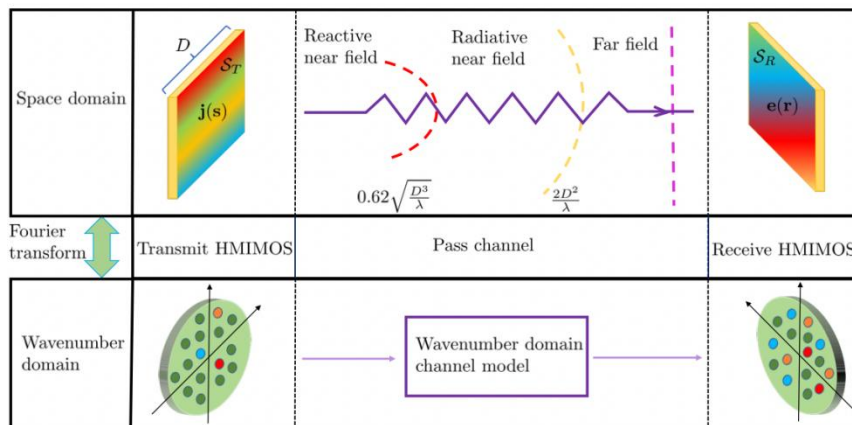 Space domain
D
𝒮_T
j(s)
Reactive
near field
Radiative
near field
Far field
0.62√(D³/λ)
2D²/λ
𝒮_R
e(r)
Fourier
transform
Transmit HMIMOS
Pass channel
Receive HMIMOS
Wavenumber
domain
Wavenumber domain
channel model